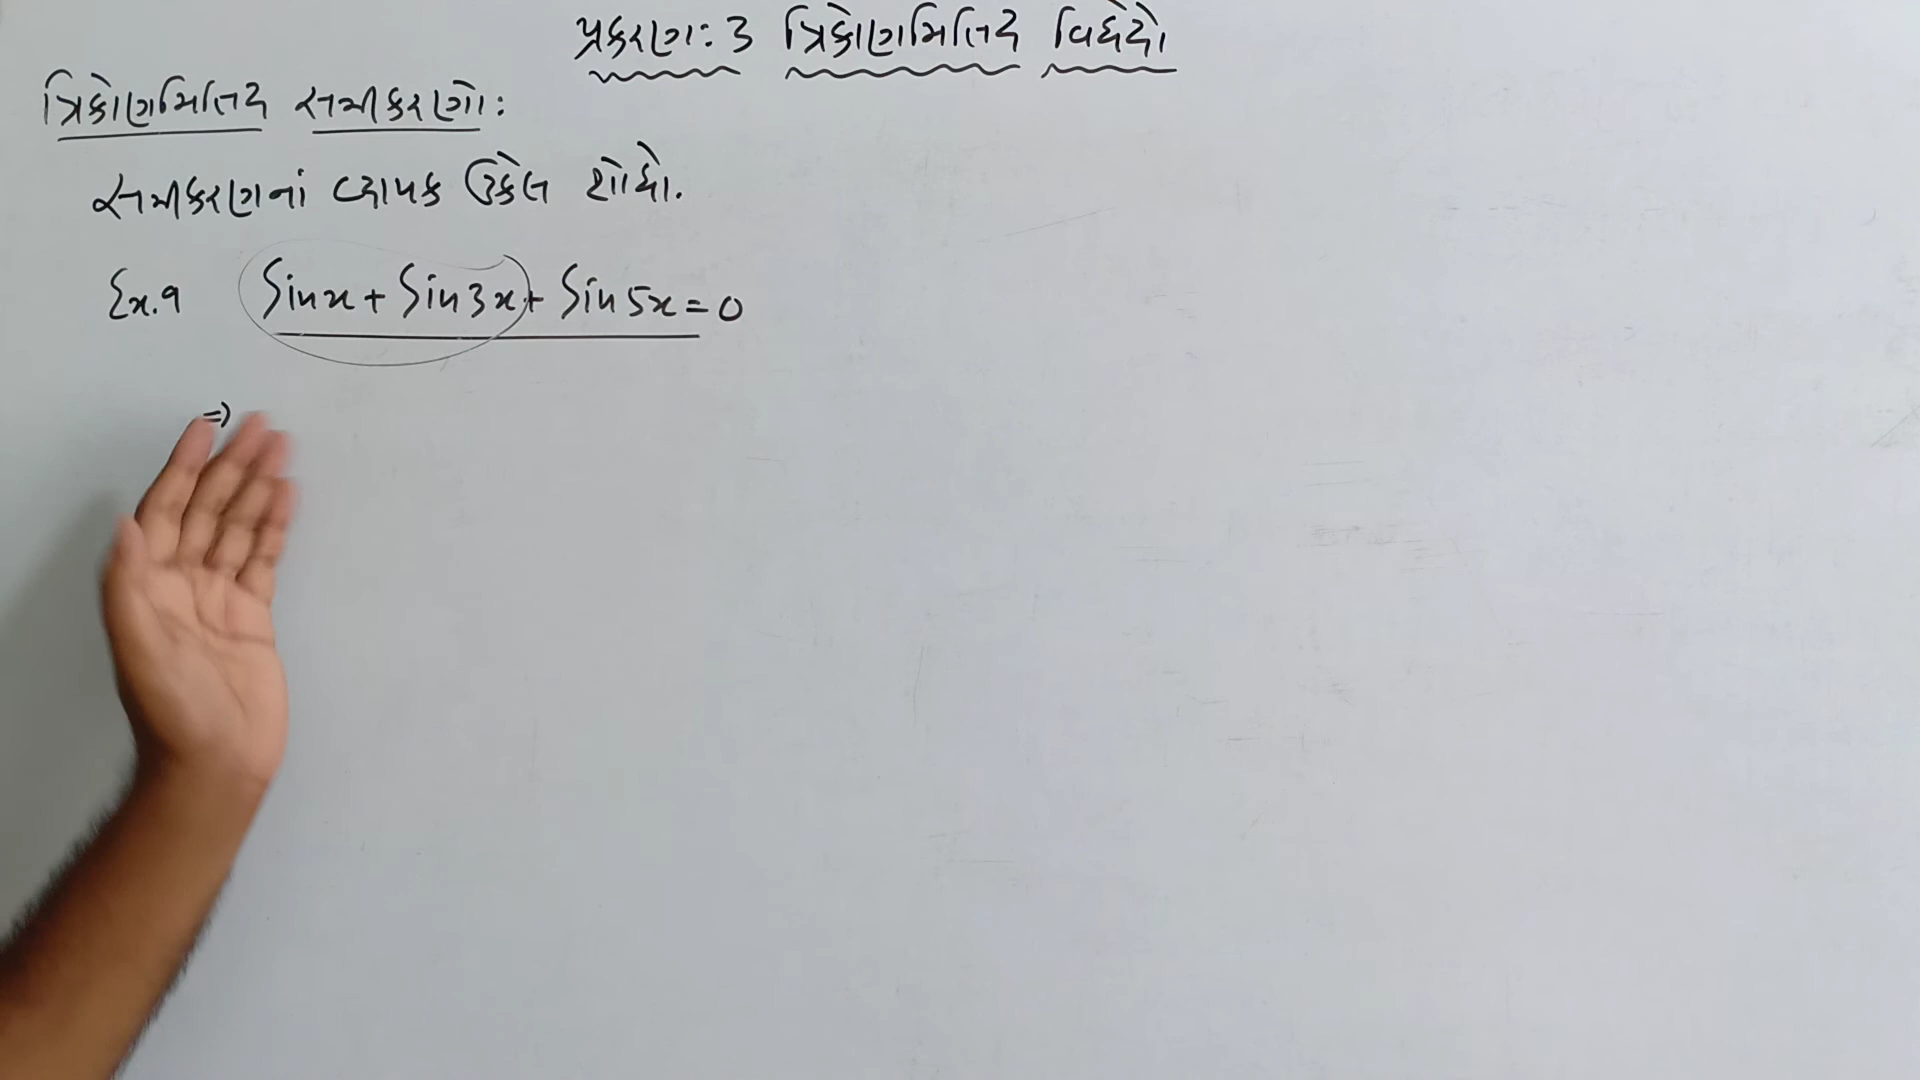 પ્રકરણ: 3 ત્રિકોણમિતિય વિધેયો
ત્રિકોણમિતિય સમીકરણો:
સમીકરણનાં વ્યાપક ઉકેલ શોધો.
Ex.9 Sinx + Sin3x + Sin5x = 0
⇒